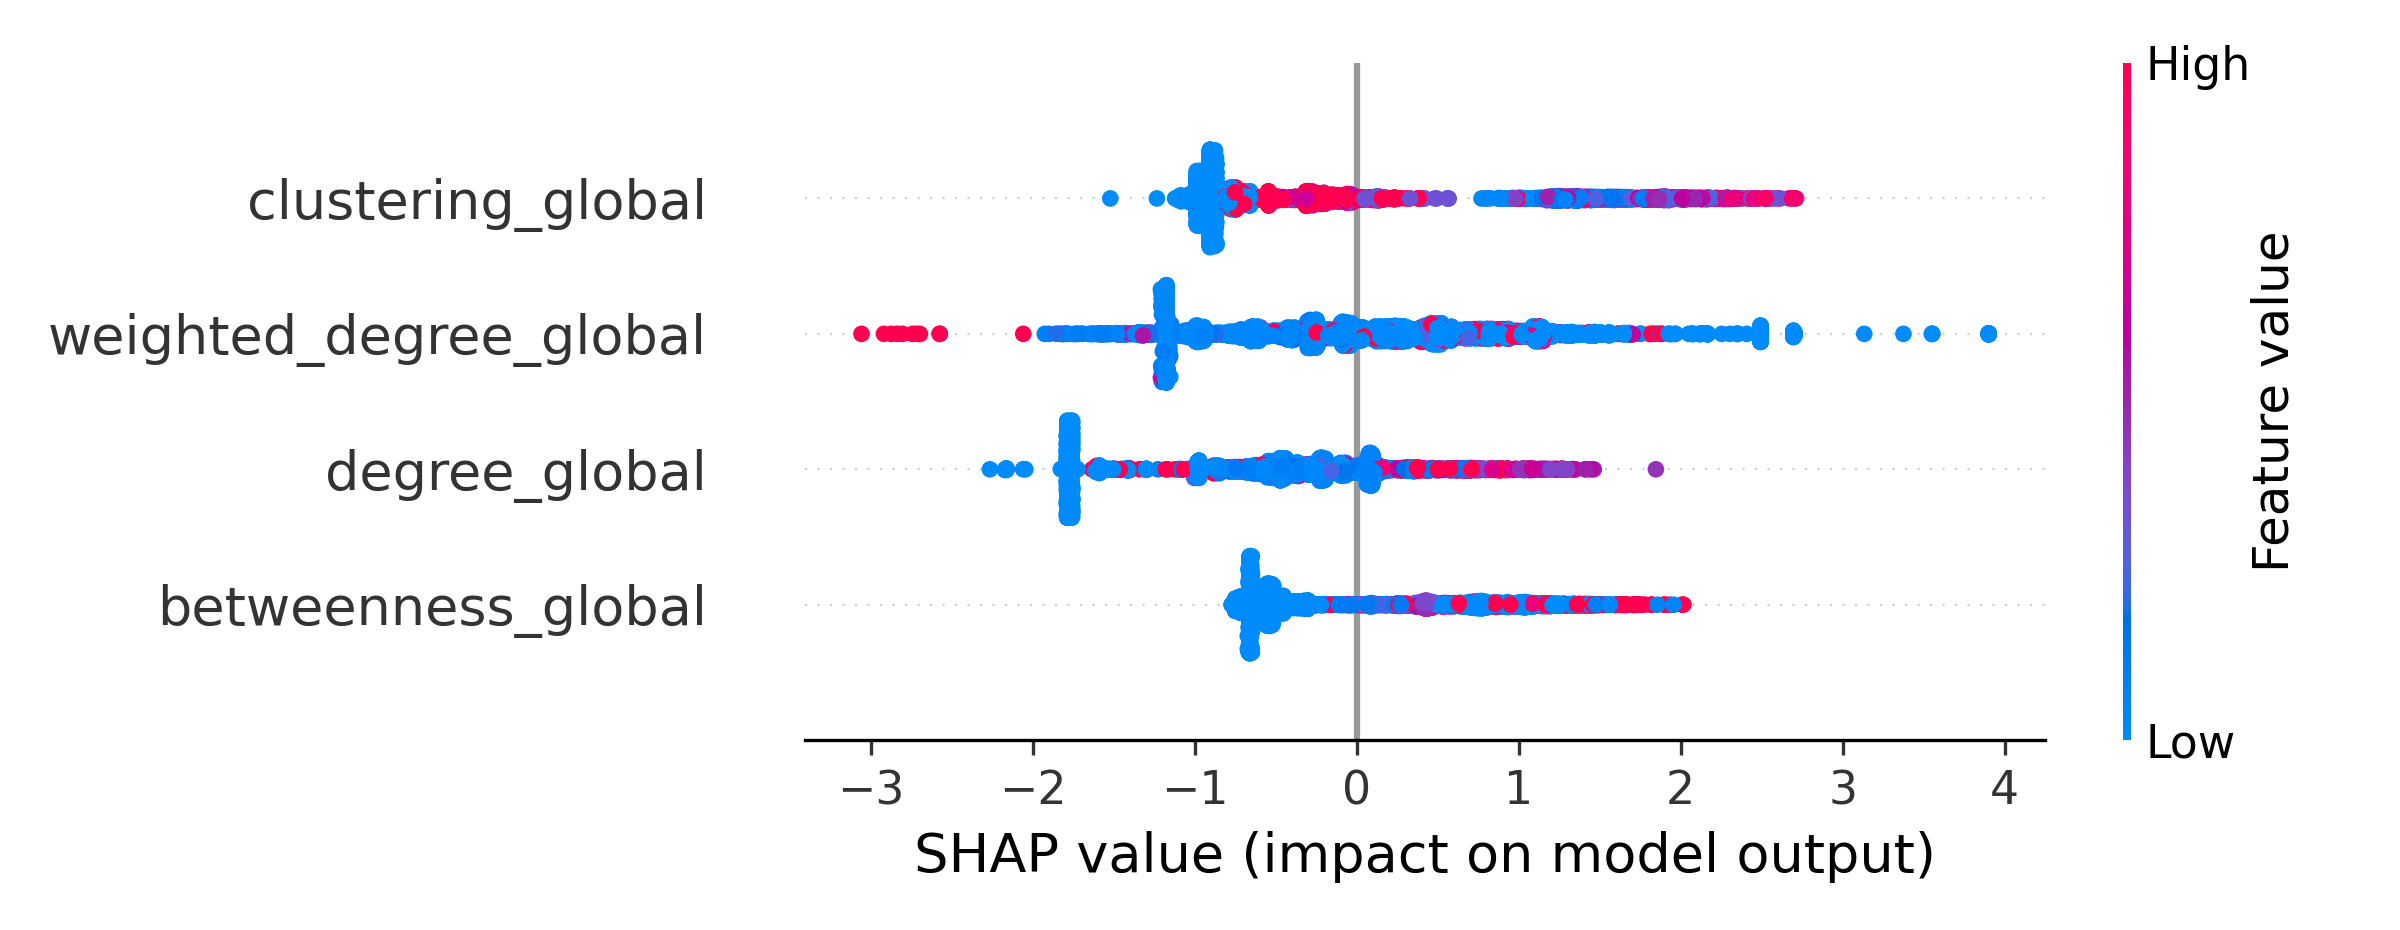 High
clustering_global
weighted_degree_global
degree_global
betweenness_global
Feature value
Low
−3 −2 −1 0 1 2 3 4
SHAP value (impact on model output)